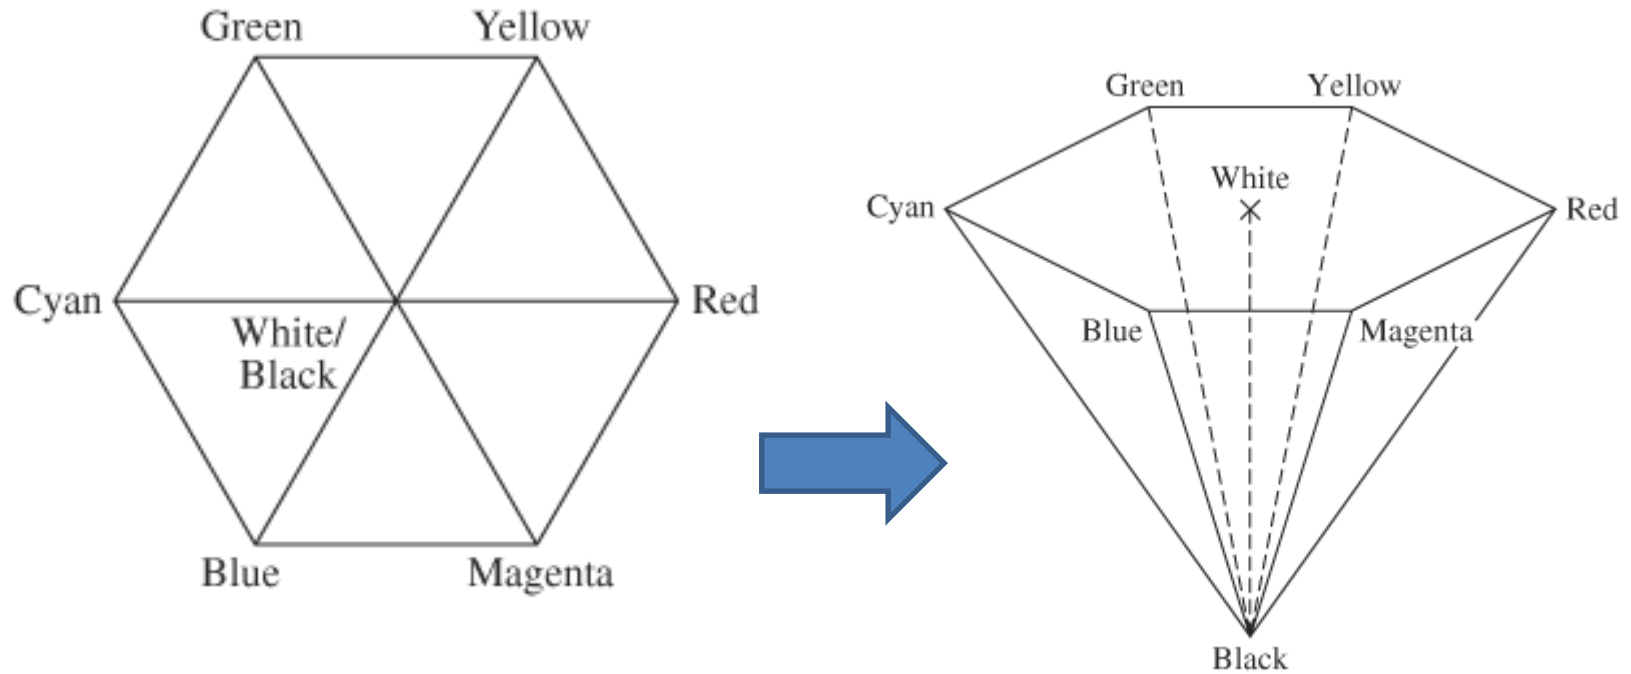 Green
Yellow
Cyan
White/
Black
Red
Blue
Magenta
Green
Yellow
White
Cyan
Red
Blue
Magenta
Black